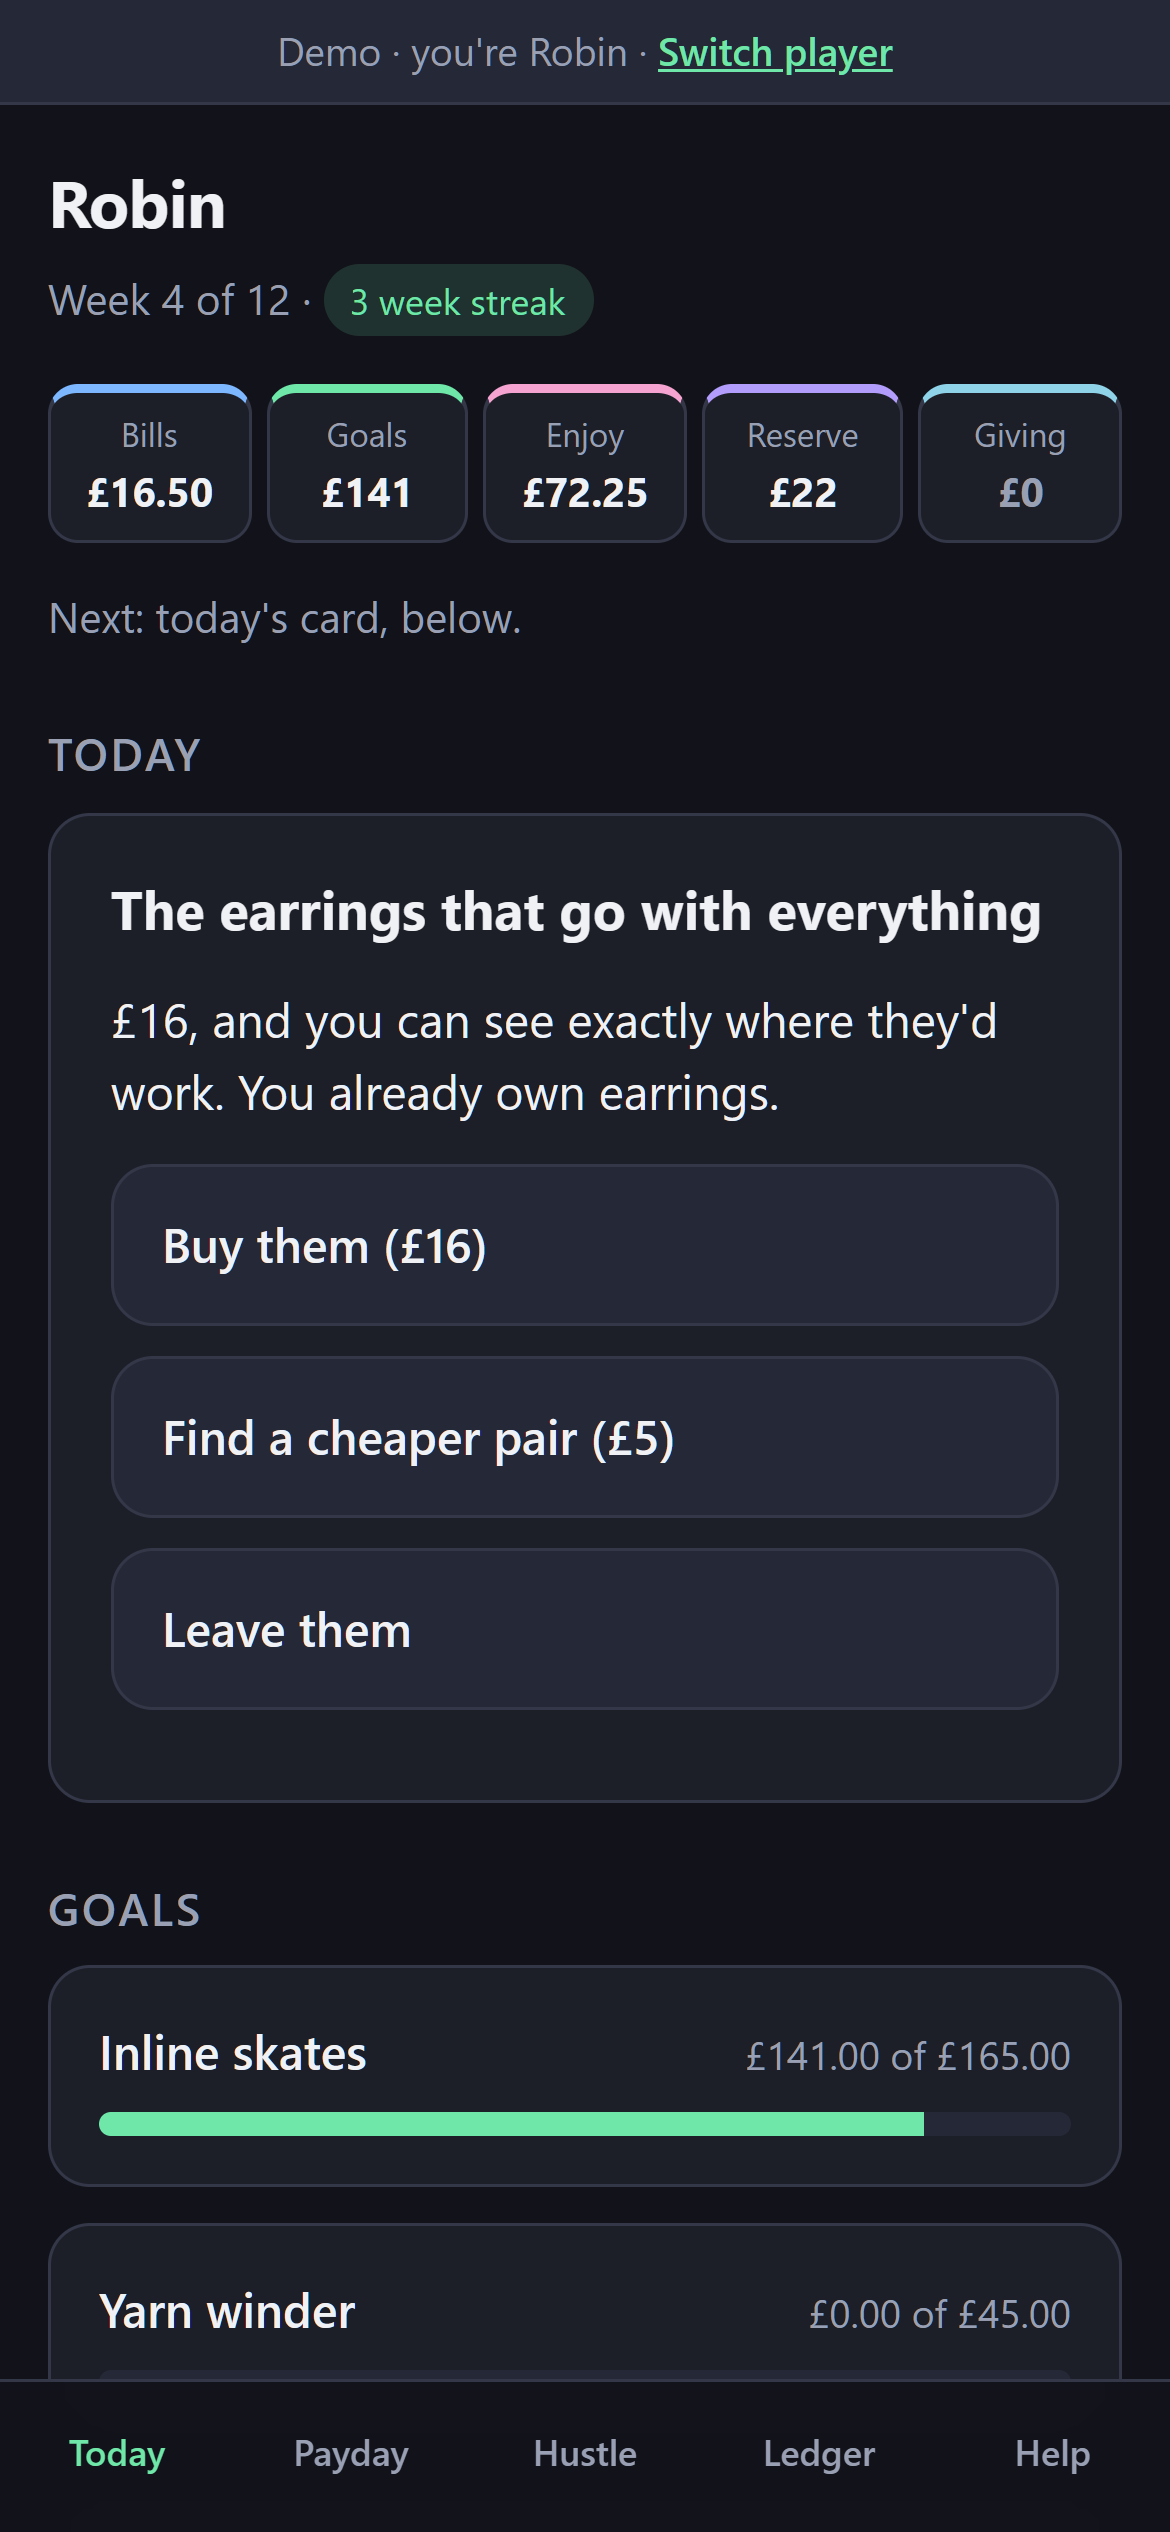 Demo · you're Robin · Switch player
Robin
Week 4 of 12 · 3 week streak
Bills
£16.50
Goals
£141
Enjoy
£72.25
Reserve
£22
Giving
£0
Next: today's card, below.
TODAY
The earrings that go with everything
£16, and you can see exactly where they'd
work. You already own earrings.
Buy them (£16)
Find a cheaper pair (£5)
Leave them
GOALS
Inline skates £141.00 of £165.00
Yarn winder £0.00 of £45.00
Today Payday Hustle Ledger Help